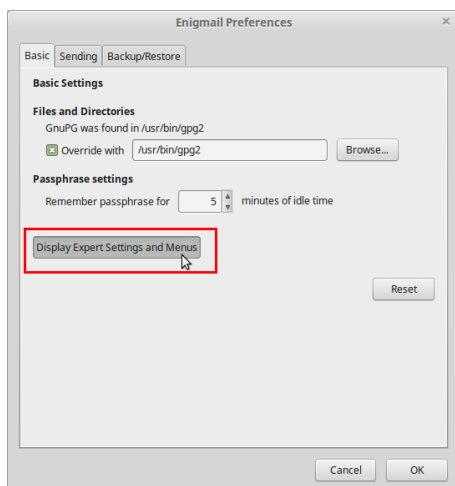 Enigmail Preferences
Basic Sending Backup/Restore
Basic Settings
Files and Directories
GnuPG was found in /usr/bin/gpg2
Override with /usr/bin/gpg2 Browse...
Passphrase settings
Remember passphrase for 5 minutes of idle time
Display Expert Settings and Menus
Reset
Cancel OK